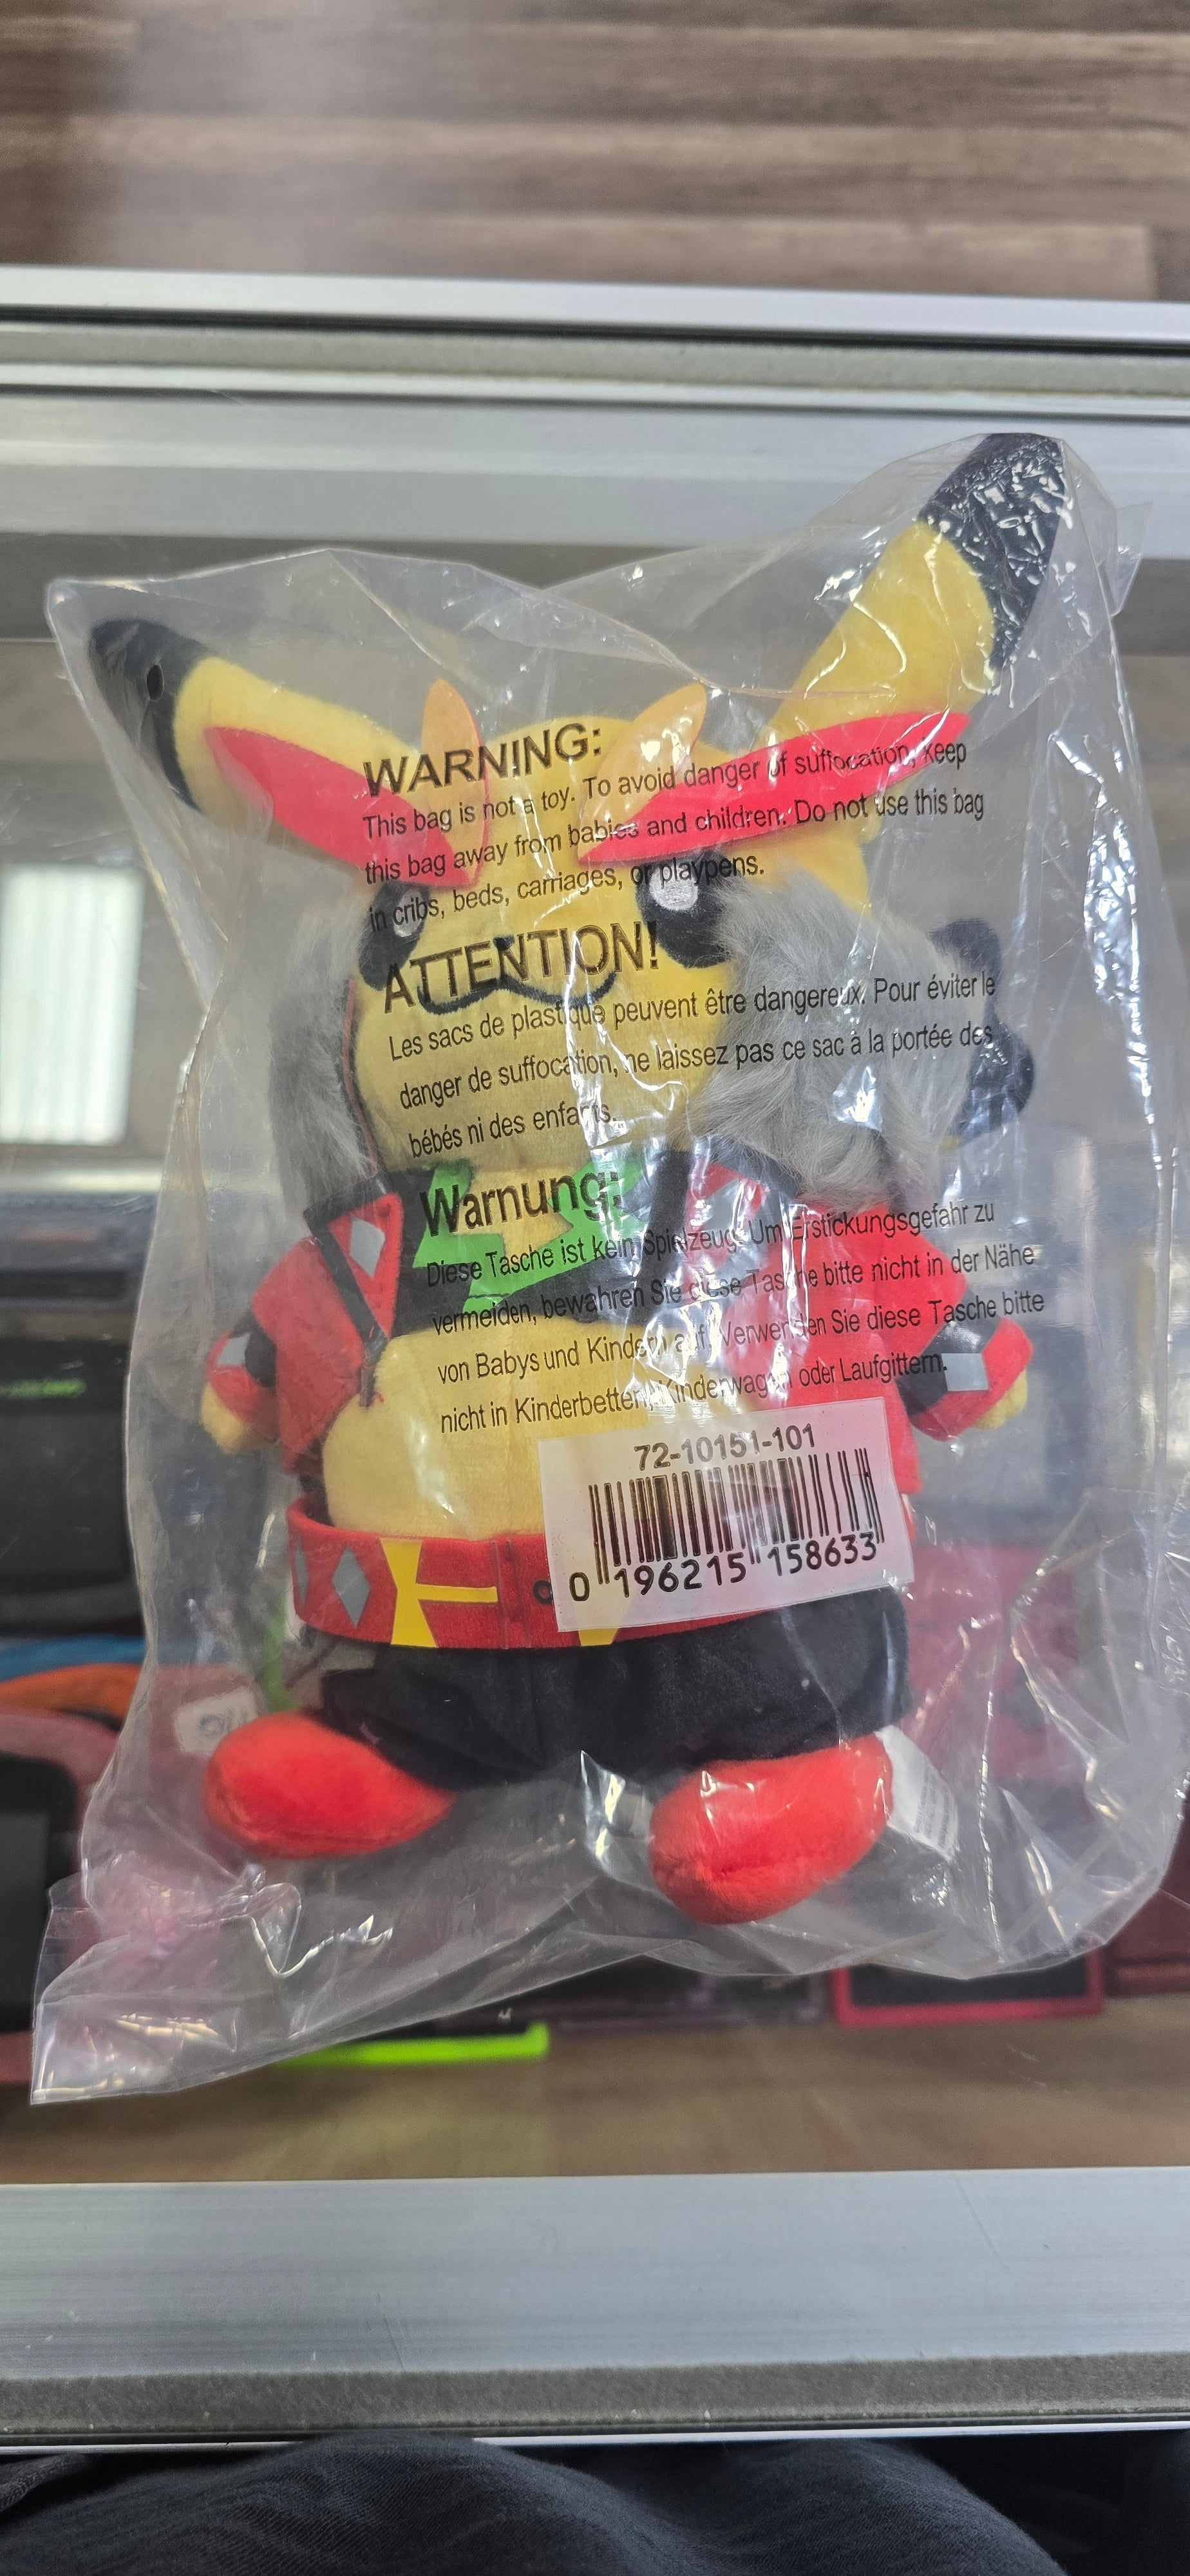 WARNING:
This bag is not a toy. To avoid danger of suffocation, keep
this bag away from babies and children. Do not use this bag
in cribs, beds, carriages, or playpens.
ATTENTION!
Les sacs de plastique peuvent être dangereux. Pour éviter le
danger de suffocation, ne laissez pas ce sac à la portée des
bébés ni des enfants.
Warnung:
Diese Tasche ist kein Spielzeug. Um Erstickungsgefahr zu
vermeiden, bewahren Sie diese Tasche bitte nicht in der Nähe
von Babys und Kindern auf. Verwenden Sie diese Tasche bitte
nicht in Kinderbetten, Kinderwagen oder Laufgittern.
72-10151-101
0 196215 158633